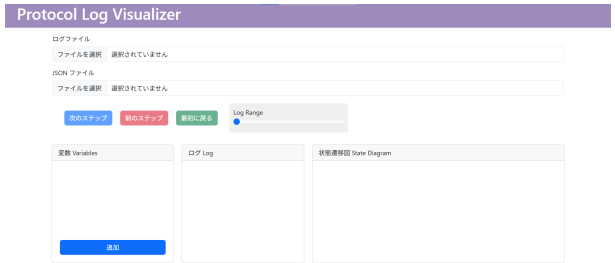 Protocol Log Visualizer
ログファイル
ファイルを選択 選択されていません
JSON ファイル
ファイルを選択 選択されていません
次のステップ 前のステップ 最初に戻る Log Range
変数 Variables ログ Log 状態遷移図 State Diagram
追加